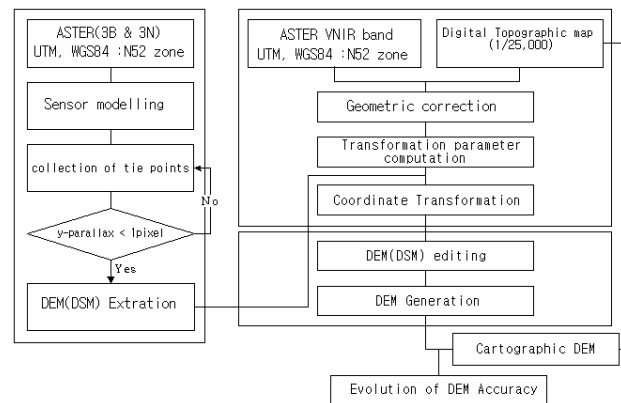 ASTER(3B & 3N)
UTM, WGS84 :N52 zone
Sensor modelling
collection of tie points
No
y-parallax < 1pixel
Yes
DEM(DSM) Extration
ASTER VNIR band
UTM, WGS84 :N52 zone
Digital Topographic map
(1/25,000)
Geometric correction
Transformation parameter
computation
Coordinate Transformation
DEM(DSM) editing
DEM Generation
Cartographic DEM
Evolution of DEM Accuracy